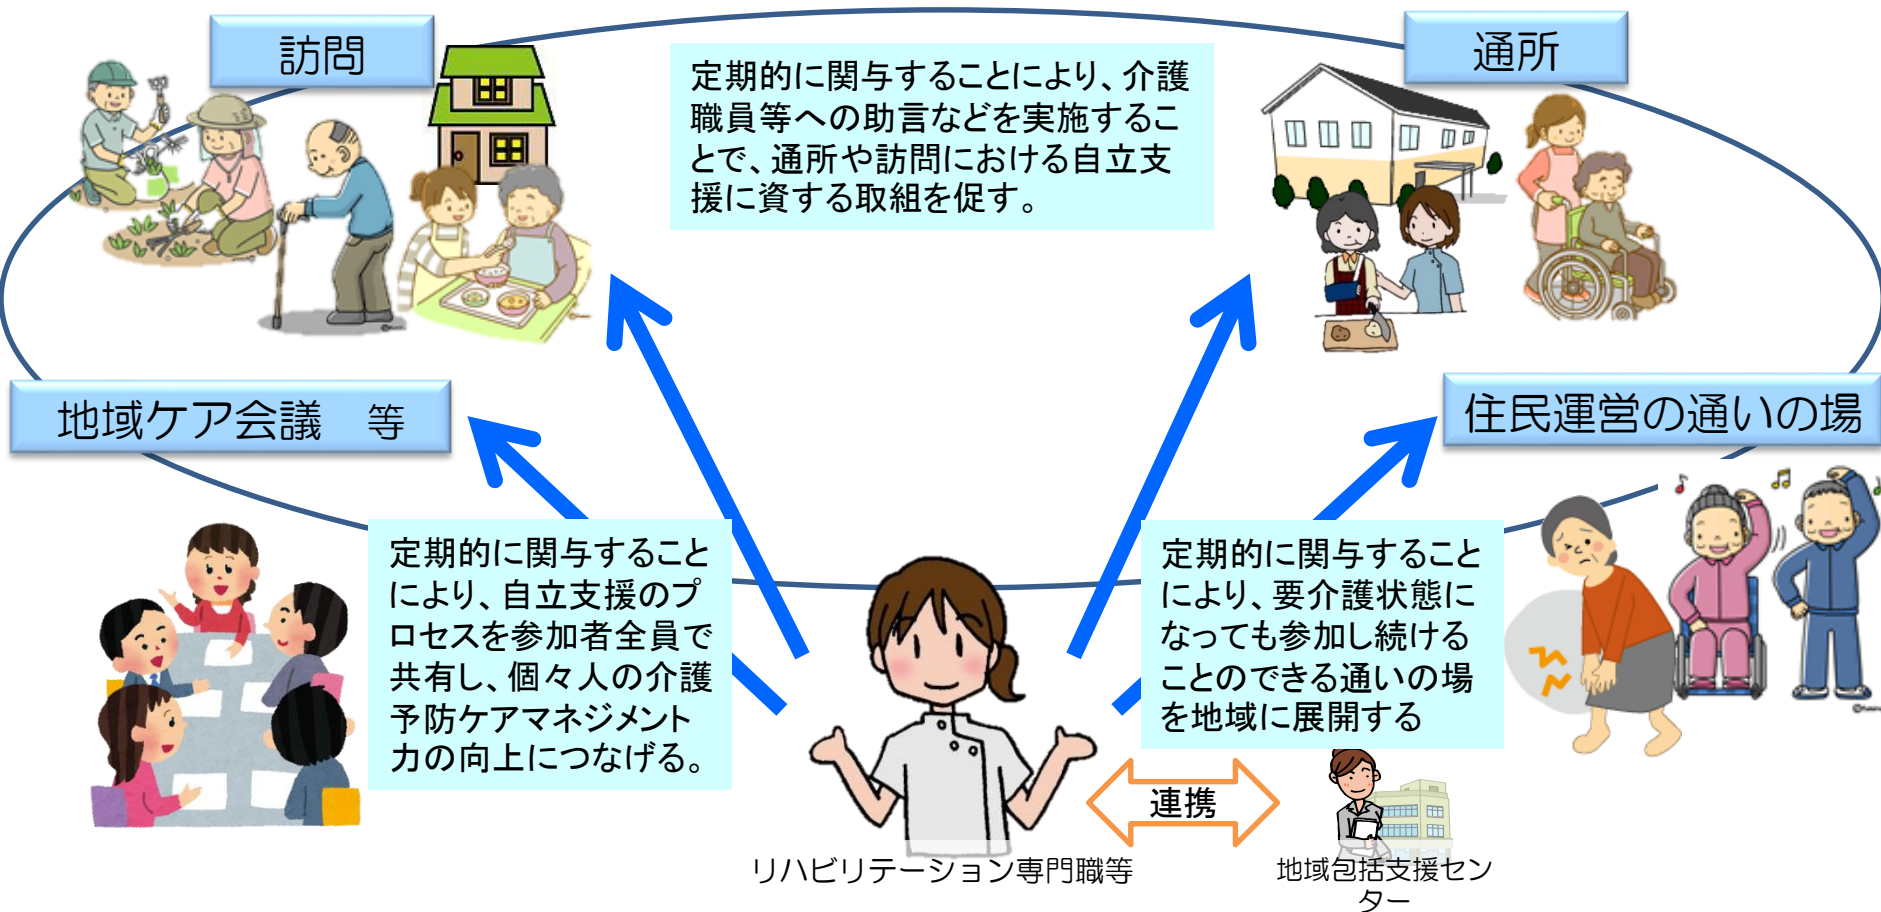 訪問
通所
定期的に関与することにより、介護
職員等への助言などを実施するこ
とで、通所や訪問における自立支
援に資する取組を促す。
地域ケア会議　等
住民運営の通いの場
定期的に関与すること
により、自立支援のプ
ロセスを参加者全員で
共有し、個々人の介護
予防ケアマネジメント
力の向上につなげる。
定期的に関与すること
により、要介護状態に
なっても参加し続ける
ことのできる通いの場
を地域に展開する
連携
リハビリテーション専門職等
地域包括支援セン
ター